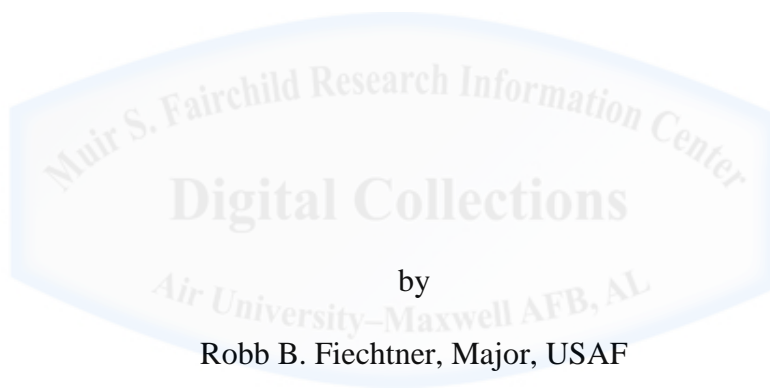 Muir S. Fairchild Research Information Center
Digital Collections
by
Air University–Maxwell AFB, AL
Robb B. Fiechtner, Major, USAF